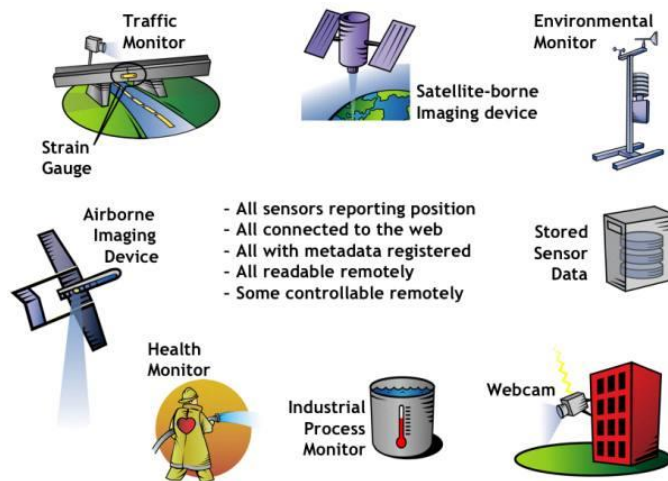 Traffic
Monitor
Strain
Gauge
Satellite-borne
Imaging device
Environmental
Monitor
Airborne
Imaging
Device
- All sensors reporting position
- All connected to the web
- All with metadata registered
- All readable remotely
- Some controllable remotely
Stored
Sensor
Data
Health
Monitor
Industrial
Process
Monitor
Webcam